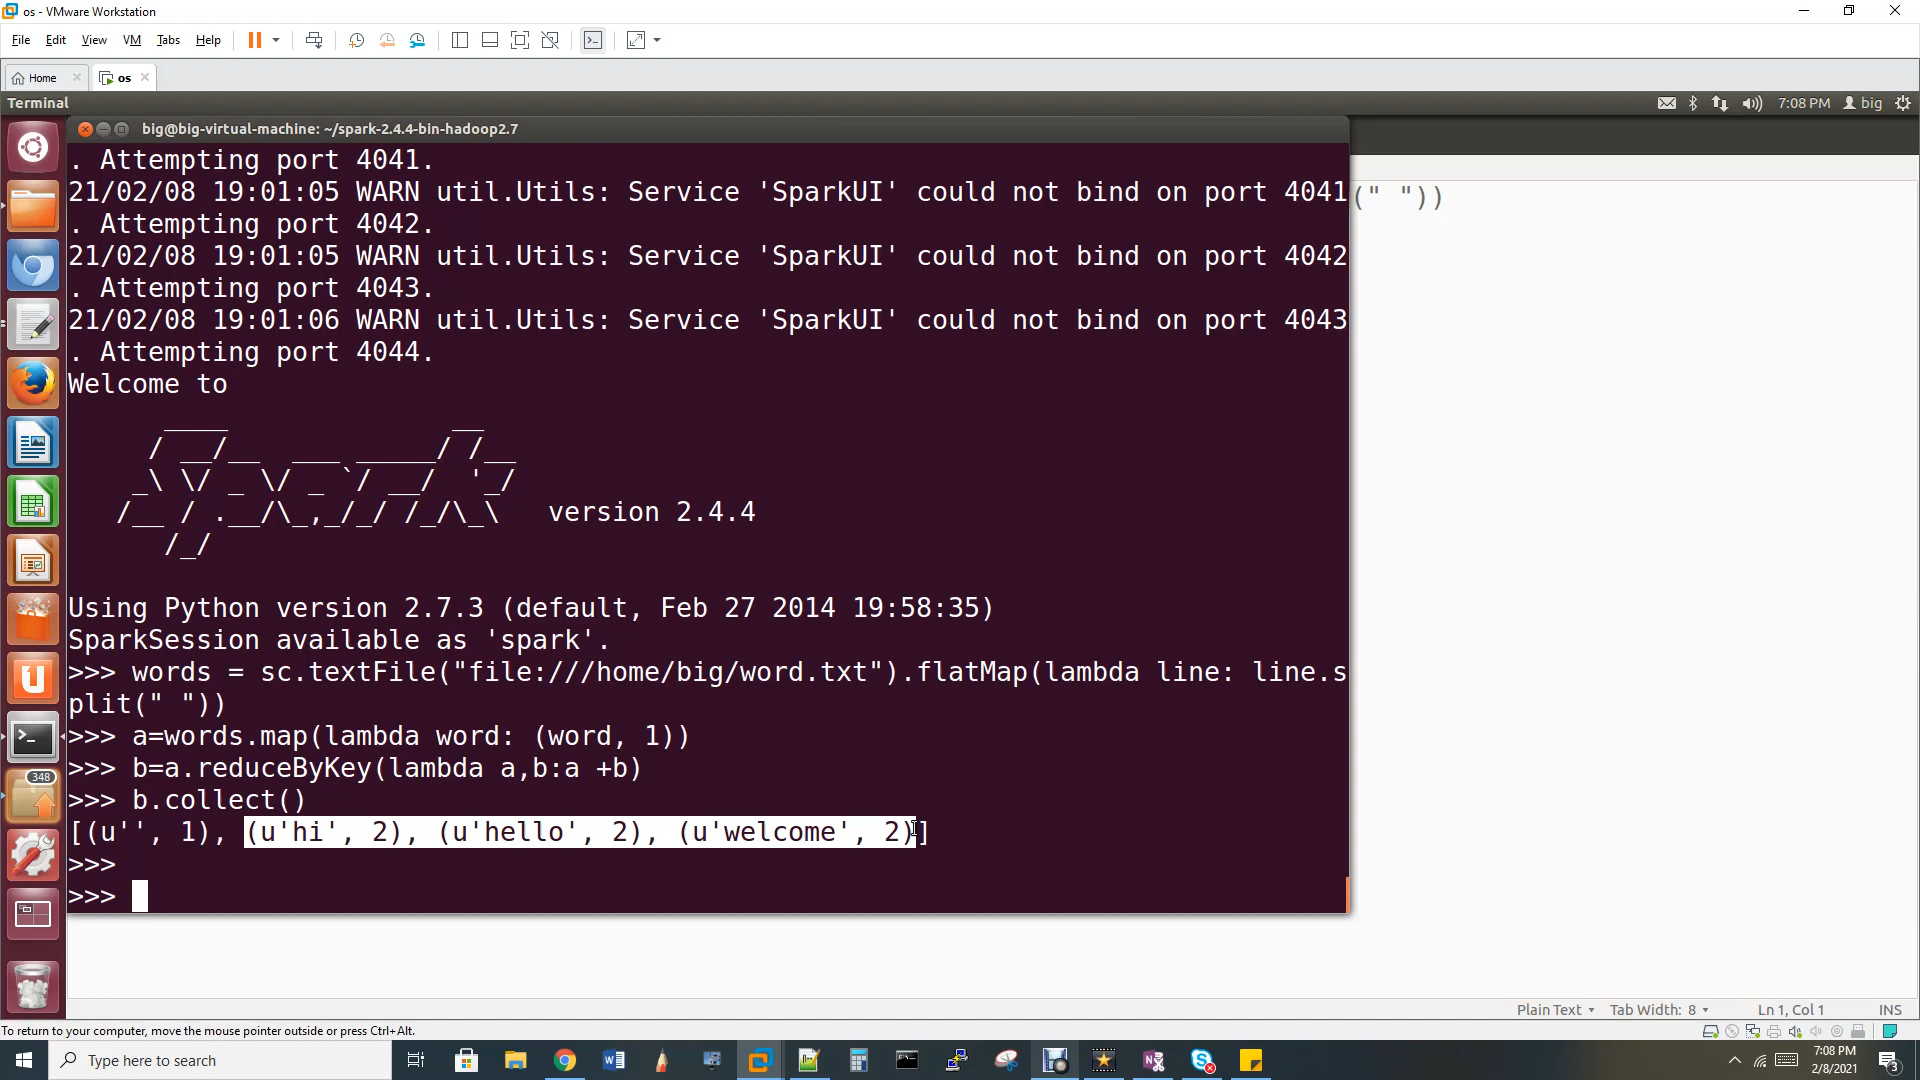 os - VMware Workstation
File Edit View VM Tabs Help
Home os
Terminal 7:08 PM big
big@big-virtual-machine: ~/spark-2.4.4-bin-hadoop2.7
. Attempting port 4041.
21/02/08 19:01:05 WARN util.Utils: Service 'SparkUI' could not bind on port 4041
(" "))
. Attempting port 4042.
21/02/08 19:01:05 WARN util.Utils: Service 'SparkUI' could not bind on port 4042
. Attempting port 4043.
21/02/08 19:01:06 WARN util.Utils: Service 'SparkUI' could not bind on port 4043
. Attempting port 4044.
Welcome to
Spark version 2.4.4
Using Python version 2.7.3 (default, Feb 27 2014 19:58:35)
SparkSession available as 'spark'.
>>> words = sc.textFile("file:///home/big/word.txt").flatMap(lambda line: line.s
plit(" "))
>>> a=words.map(lambda word: (word, 1))
>>> b=a.reduceByKey(lambda a,b:a +b)
>>> b.collect()
[(u'', 1), (u'hi', 2), (u'hello', 2), (u'welcome', 2)]
>>>
>>>
348
Plain Text Tab Width: 8 Ln 1, Col 1 INS
To return to your computer, move the mouse pointer outside or press Ctrl+Alt.
Type here to search
7:08 PM
2/8/2021
3